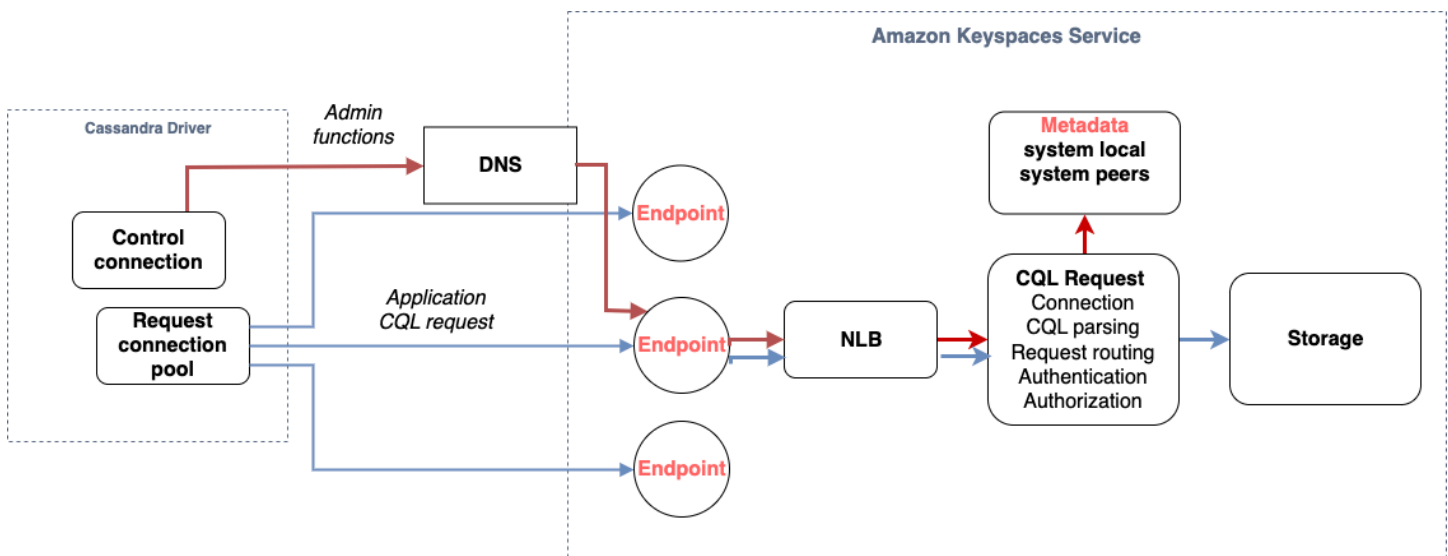 Amazon Keyspaces Service
Cassandra Driver
Admin
functions
DNS
Metadata
system local
system peers
Endpoint
Control
connection
Application
CQL request
Request
connection
pool
Endpoint
NLB
CQL Request
Connection
CQL parsing
Request routing
Authentication
Authorization
Storage
Endpoint